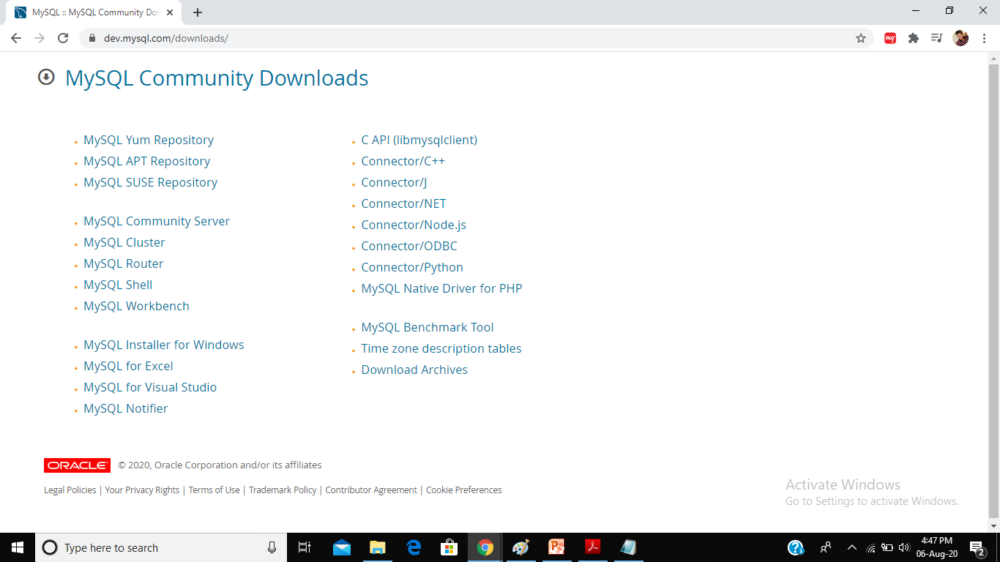 MySQL :: MySQL Community Dov
dev.mysql.com/downloads/
my
MySQL Community Downloads
MySQL Yum Repository
MySQL APT Repository
MySQL SUSE Repository
MySQL Community Server
MySQL Cluster
MySQL Router
MySQL Shell
MySQL Workbench
MySQL Installer for Windows
MySQL for Excel
MySQL for Visual Studio
MySQL Notifier
C API (libmysqlclient)
Connector/C++
Connector/J
Connector/NET
Connector/Node.js
Connector/ODBC
Connector/Python
MySQL Native Driver for PHP
MySQL Benchmark Tool
Time zone description tables
Download Archives
ORACLE © 2020, Oracle Corporation and/or its affiliates
Legal Policies | Your Privacy Rights | Terms of Use | Trademark Policy | Contributor Agreement | Cookie Preferences
Activate Windows
Go to Settings to activate Windows.
Type here to search
4:47 PM
06-Aug-20
2